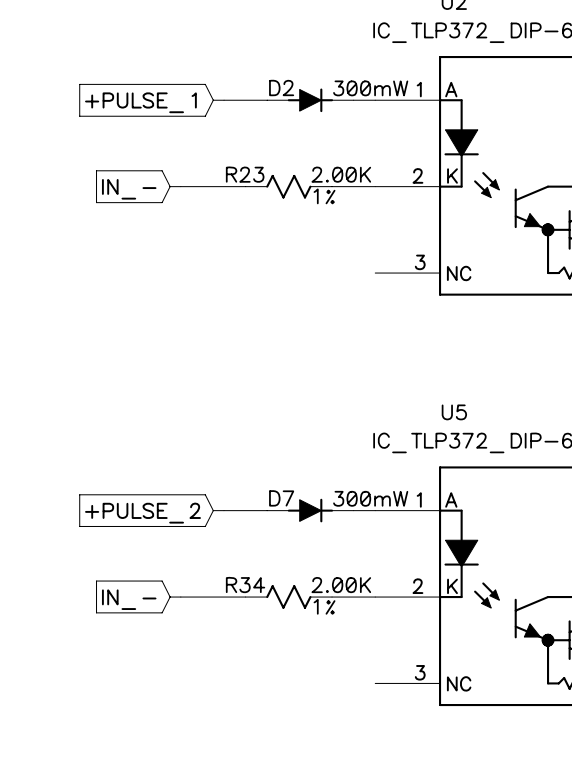 U2
IC_TLP372_DIP-6
+PULSE_1
D2
300mW
1
A
IN_-
R23
2.00K
1%
2
K
3
NC
U5
IC_TLP372_DIP-6
+PULSE_2
D7
300mW
1
A
IN_-
R34
2.00K
1%
2
K
3
NC